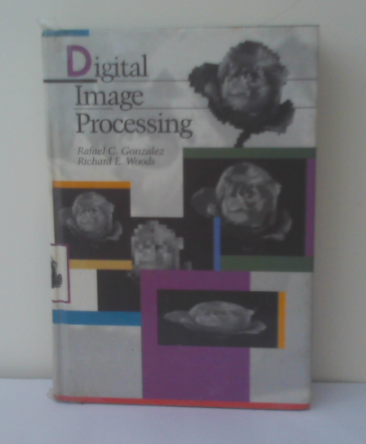 Digital
Image
Processing
Rafael C. Gonzalez
Richard E. Woods